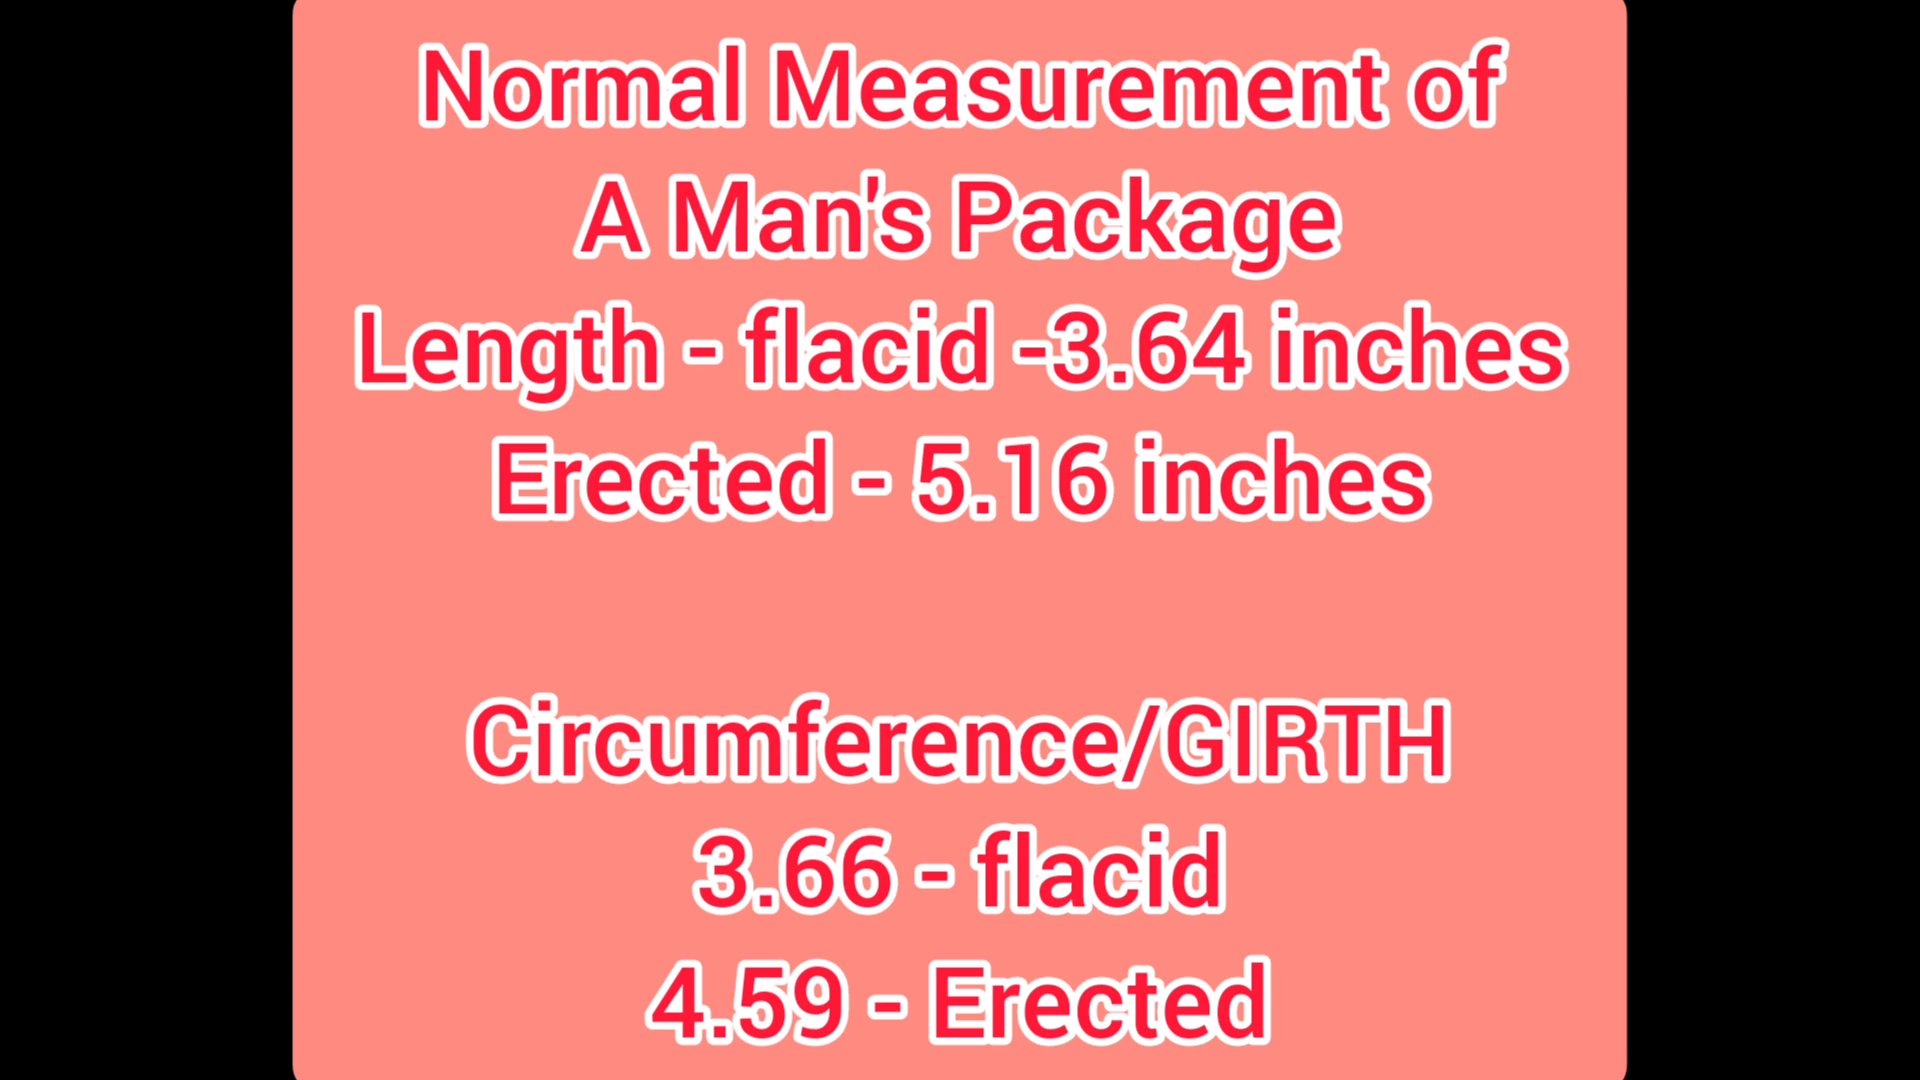 Normal Measurement of
A Man's Package
Length - flacid -3.64 inches
Erected - 5.16 inches
Circumference/GIRTH
3.66 - flacid
4.59 - Erected